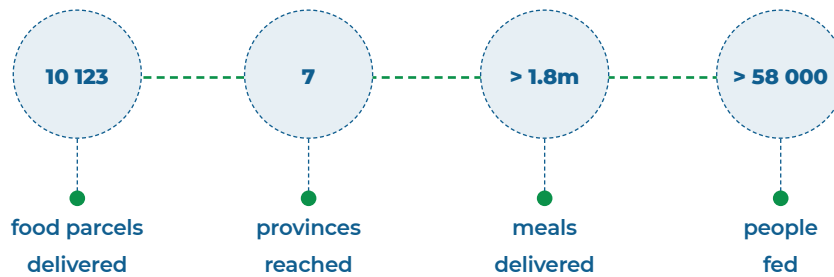 10 123
7
> 1.8m
> 58 000
food parcels
delivered
provinces
reached
meals
delivered
people
fed